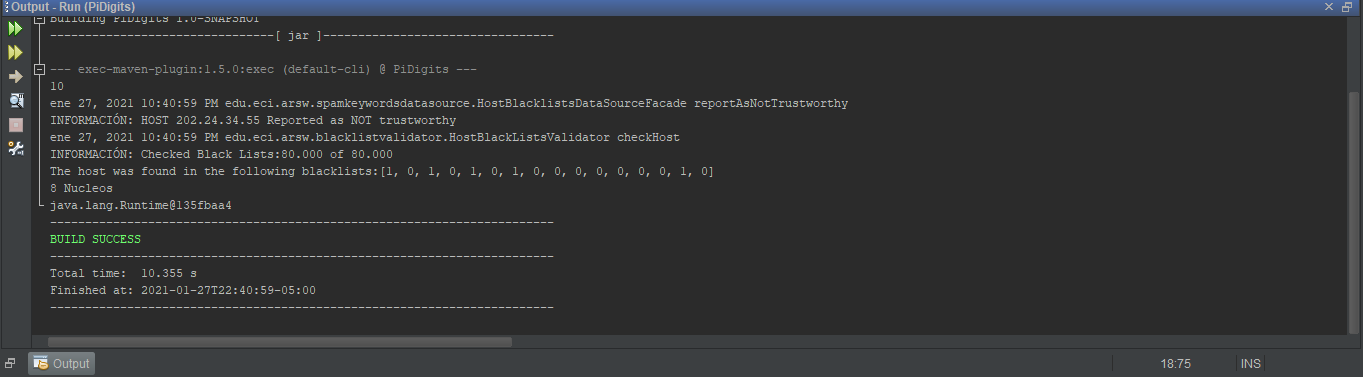 Output - Run (PiDigits)
Building PiDigits 1.0-SNAPSHOT
--------------------------------[ jar ]---------------------------------
--- exec-maven-plugin:1.5.0:exec (default-cli) @ PiDigits ---
10
ene 27, 2021 10:40:59 PM edu.eci.arsw.spamkeywordsdatasource.HostBlacklistsDataSourceFacade reportAsNotTrustworthy
INFORMACIÓN: HOST 202.24.34.55 Reported as NOT trustworthy
ene 27, 2021 10:40:59 PM edu.eci.arsw.blacklistvalidator.HostBlackListsValidator checkHost
INFORMACIÓN: Checked Black Lists:80.000 of 80.000
The host was found in the following blacklists:[1, 0, 1, 0, 1, 0, 1, 0, 0, 0, 0, 0, 0, 0, 1, 0]
8 Nucleos
java.lang.Runtime@135fbaa4
------------------------------------------------------------------------
BUILD SUCCESS
------------------------------------------------------------------------
Total time:  10.355 s
Finished at: 2021-01-27T22:40:59-05:00
------------------------------------------------------------------------
Output
18:75
INS